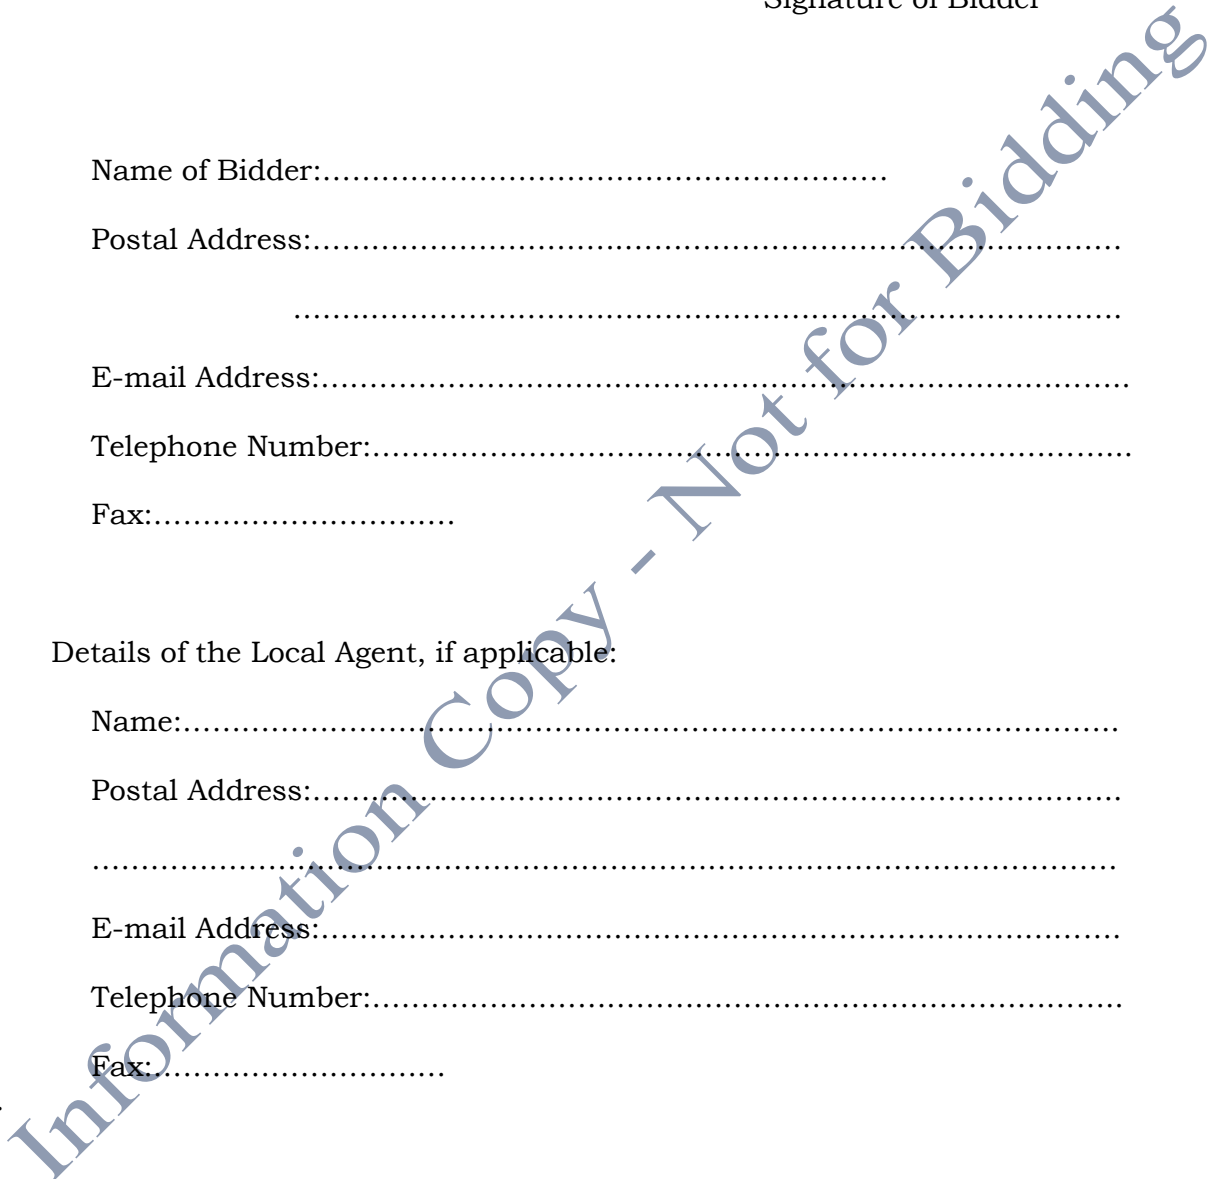 Signature of Bidder
Name of Bidder:……………………………………………………
Postal Address:…………………………………………………………………………
…………………………………………………………………………….
E-mail Address:…………………………………………………………………………..
Telephone Number:……………………………………………………………………..
Fax:………………………….
Details of the Local Agent, if applicable:
Name:…………………………………………………………………………………….
Postal Address:…………………………………………………………………………
……………………………………………………………………………………………
E-mail Address:…………………………………………………………………………
Telephone Number:……………………………………………………………………..
Fax:…………………………
Information Copy - Not for Bidding